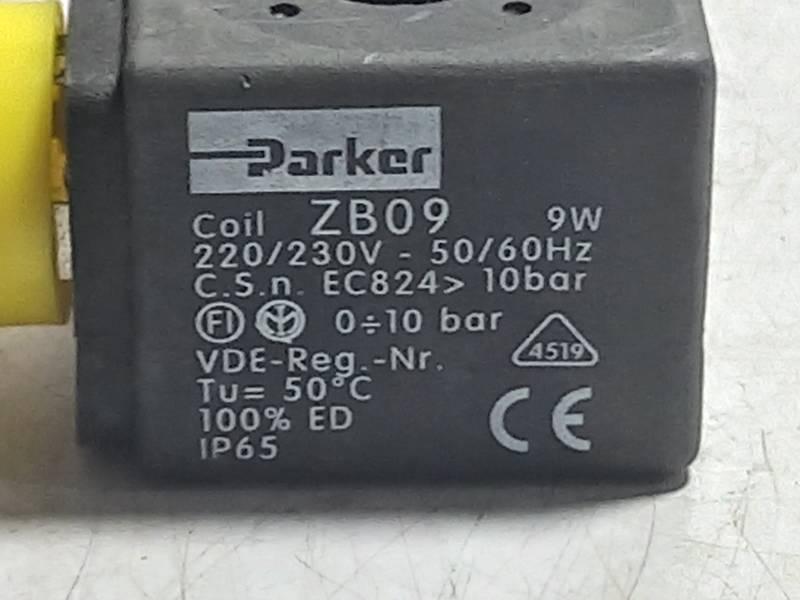 Parker
Coil ZB09 9W
220/230V - 50/60Hz
C.S.n. EC824> 10bar
FI 0÷10 bar
4519
VDE-Reg.-Nr.
Tu= 50°C
100% ED
CE
IP65